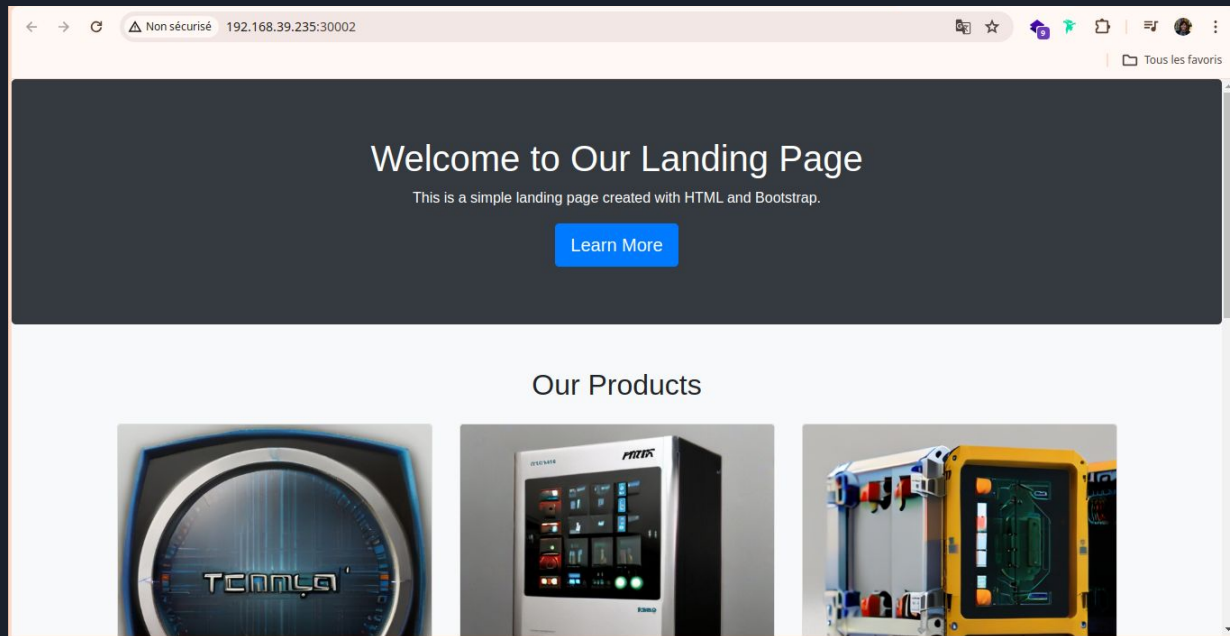 Non sécurisé 192.168.39.235:30002
9
Tous les favoris
Welcome to Our Landing Page
This is a simple landing page created with HTML and Bootstrap.
Learn More
Our Products